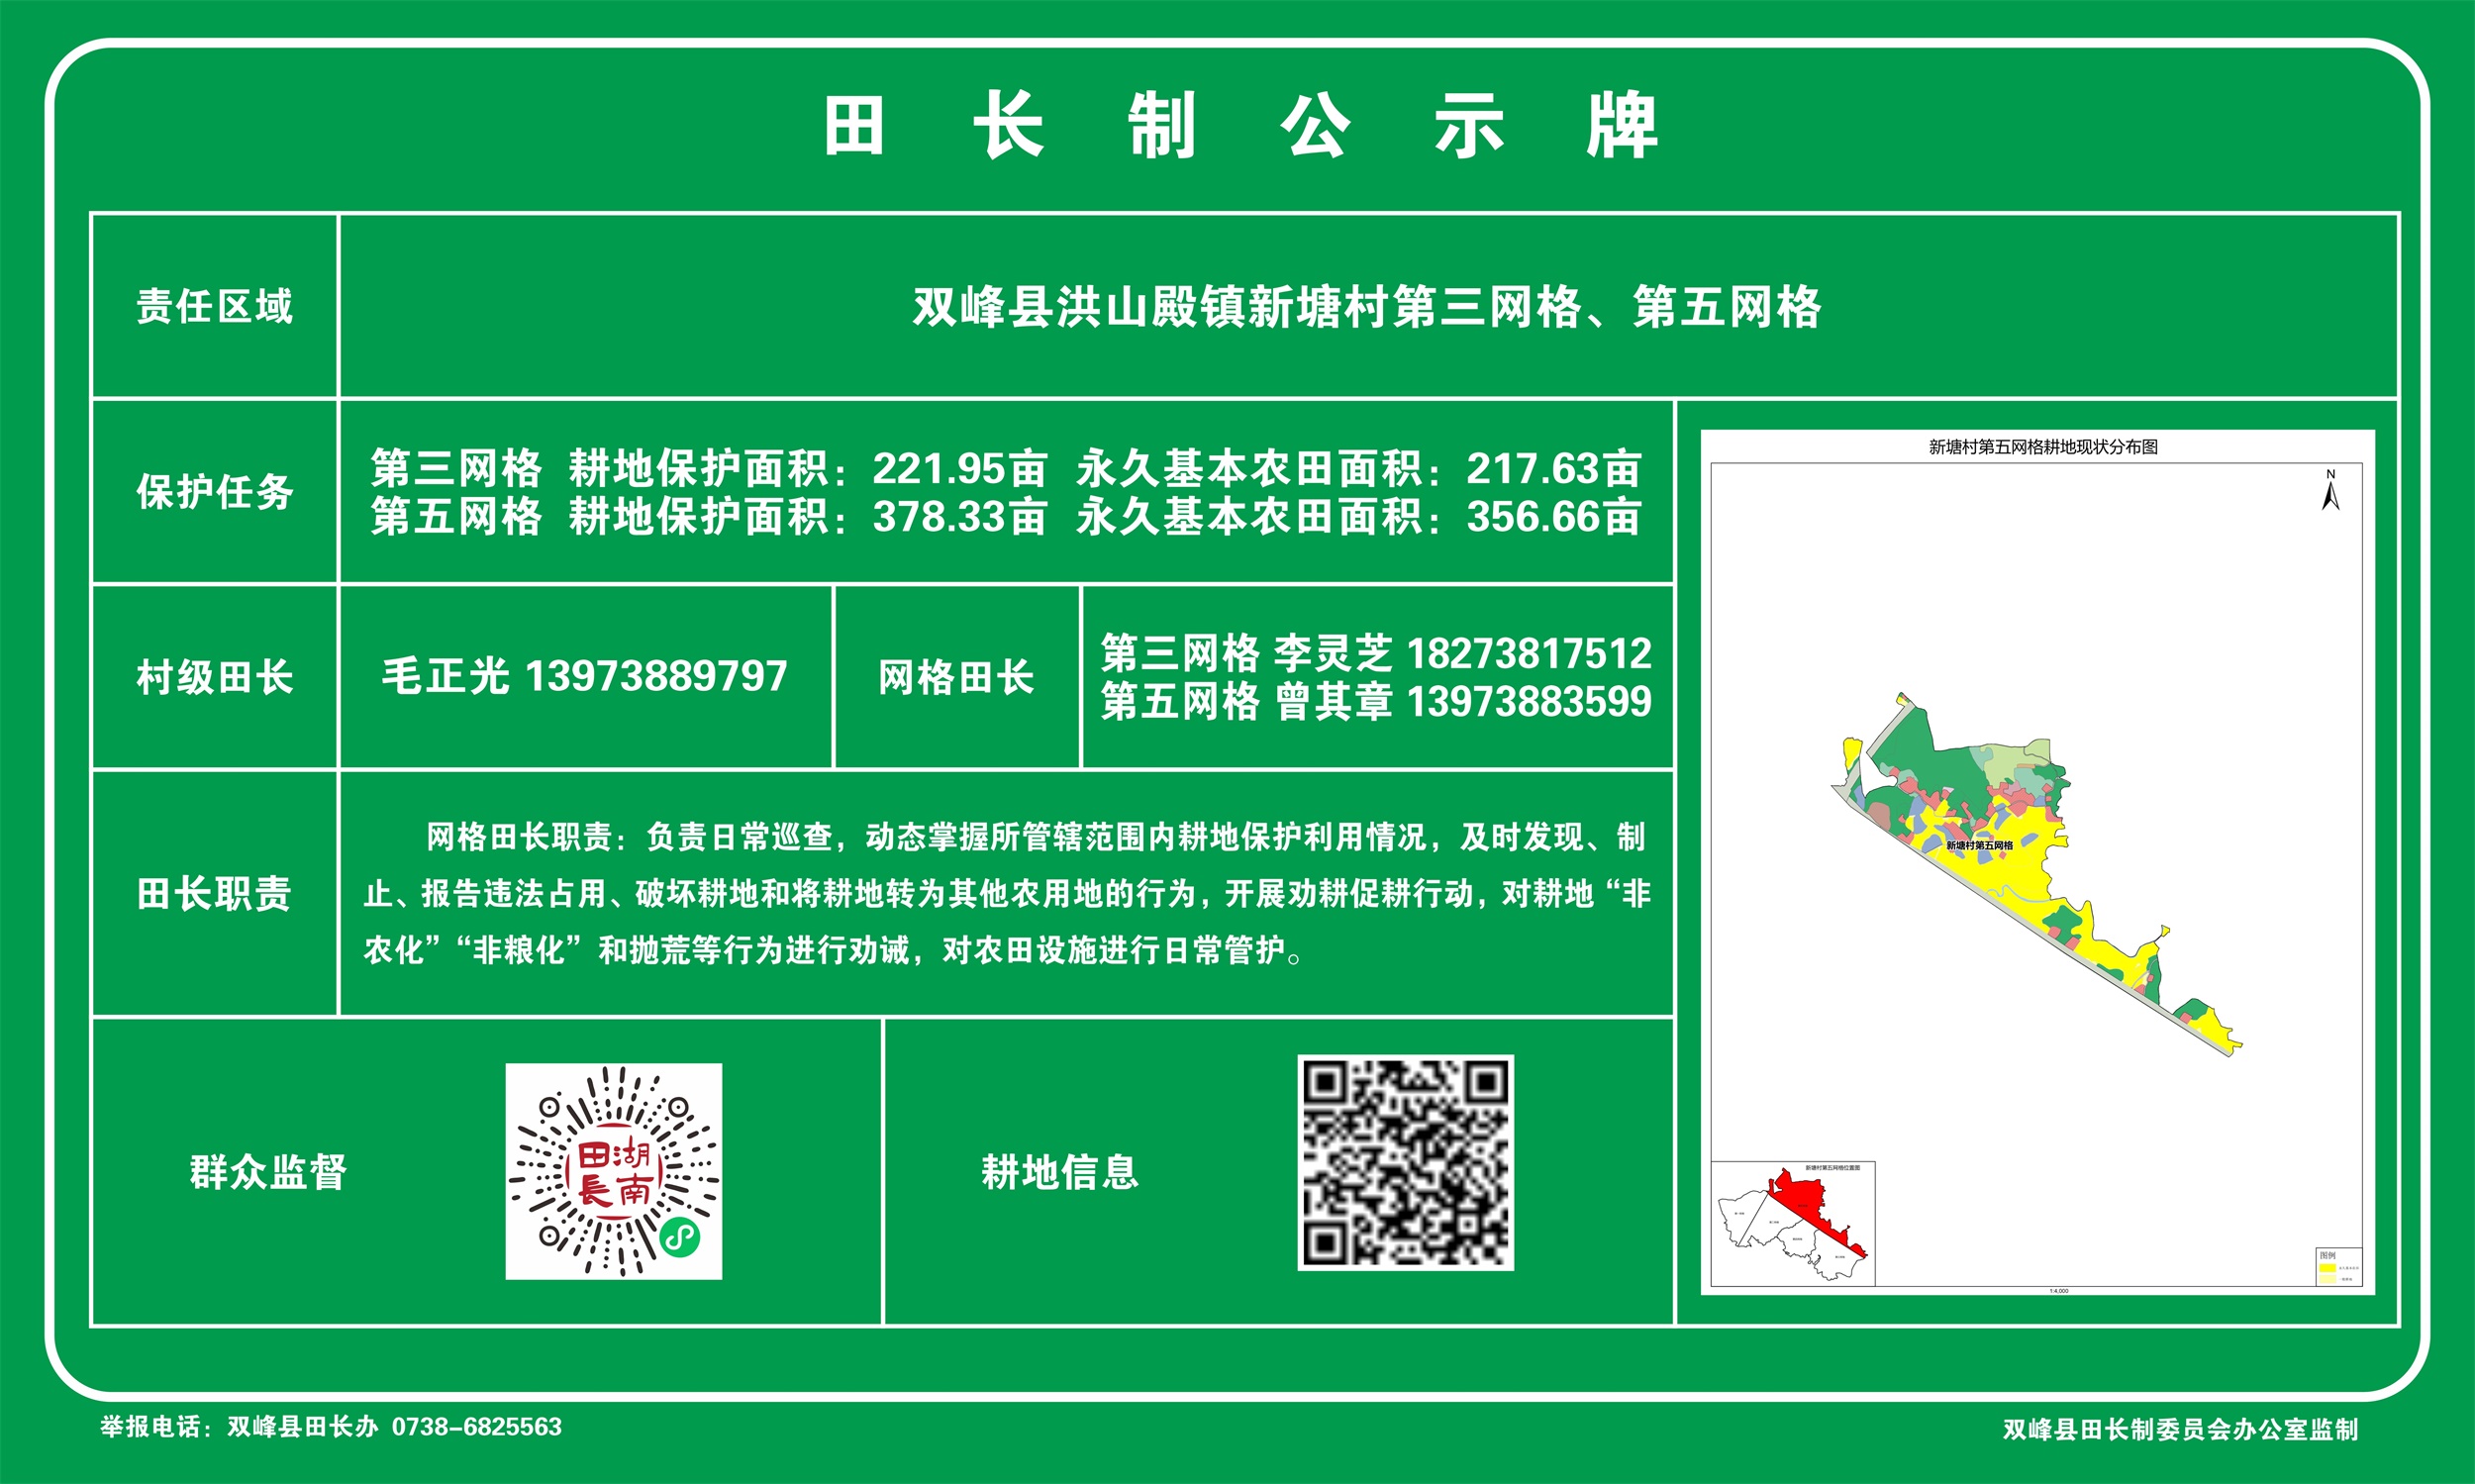 田长制公示牌
责任区域
双峰县洪山殿镇新塘村第三网格、第五网格
保护任务
第三网格 耕地保护面积：221.95亩 永久基本农田面积：217.63亩
第五网格 耕地保护面积：378.33亩 永久基本农田面积：356.66亩
村级田长
毛正光 13973889797
网格田长
第三网格 李灵芝 18273817512
第五网格 曾其章 13973883599
田长职责
网格田长职责：负责日常巡查，动态掌握所管辖范围内耕地保护利用情况，及时发现、制
止、报告违法占用、破坏耕地和将耕地转为其他农用地的行为，开展劝耕促耕行动，对耕地“非
农化”“非粮化”和抛荒等行为进行劝诫，对农田设施进行日常管护。
群众监督
湖南
田長
耕地信息
新塘村第五网格耕地现状分布图
N
新塘村第五网格
新塘村第五网格位置图
图例
1:4,000
举报电话：双峰县田长办 0738-6825563
双峰县田长制委员会办公室监制